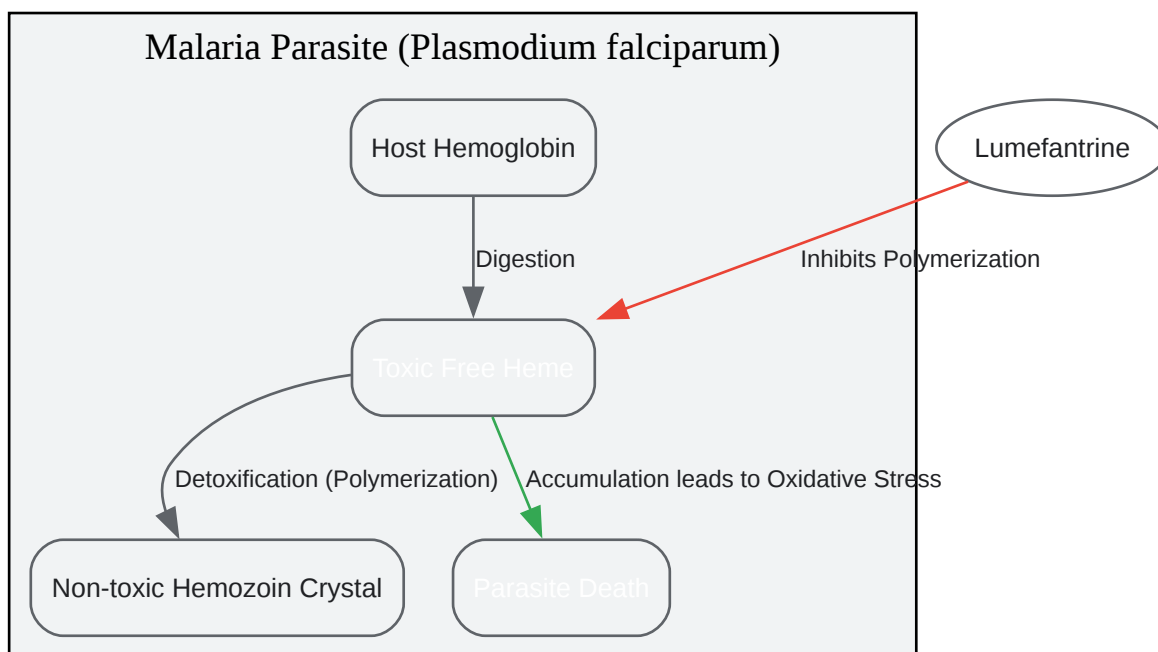 Malaria Parasite (Plasmodium falciparum)
Host Hemoglobin
Lumefantrine
Digestion
Inhibits Polymerization
Toxic Free Heme
Detoxification (Polymerization)
Accumulation leads to Oxidative Stress
Non-toxic Hemozoin Crystal
Parasite Death